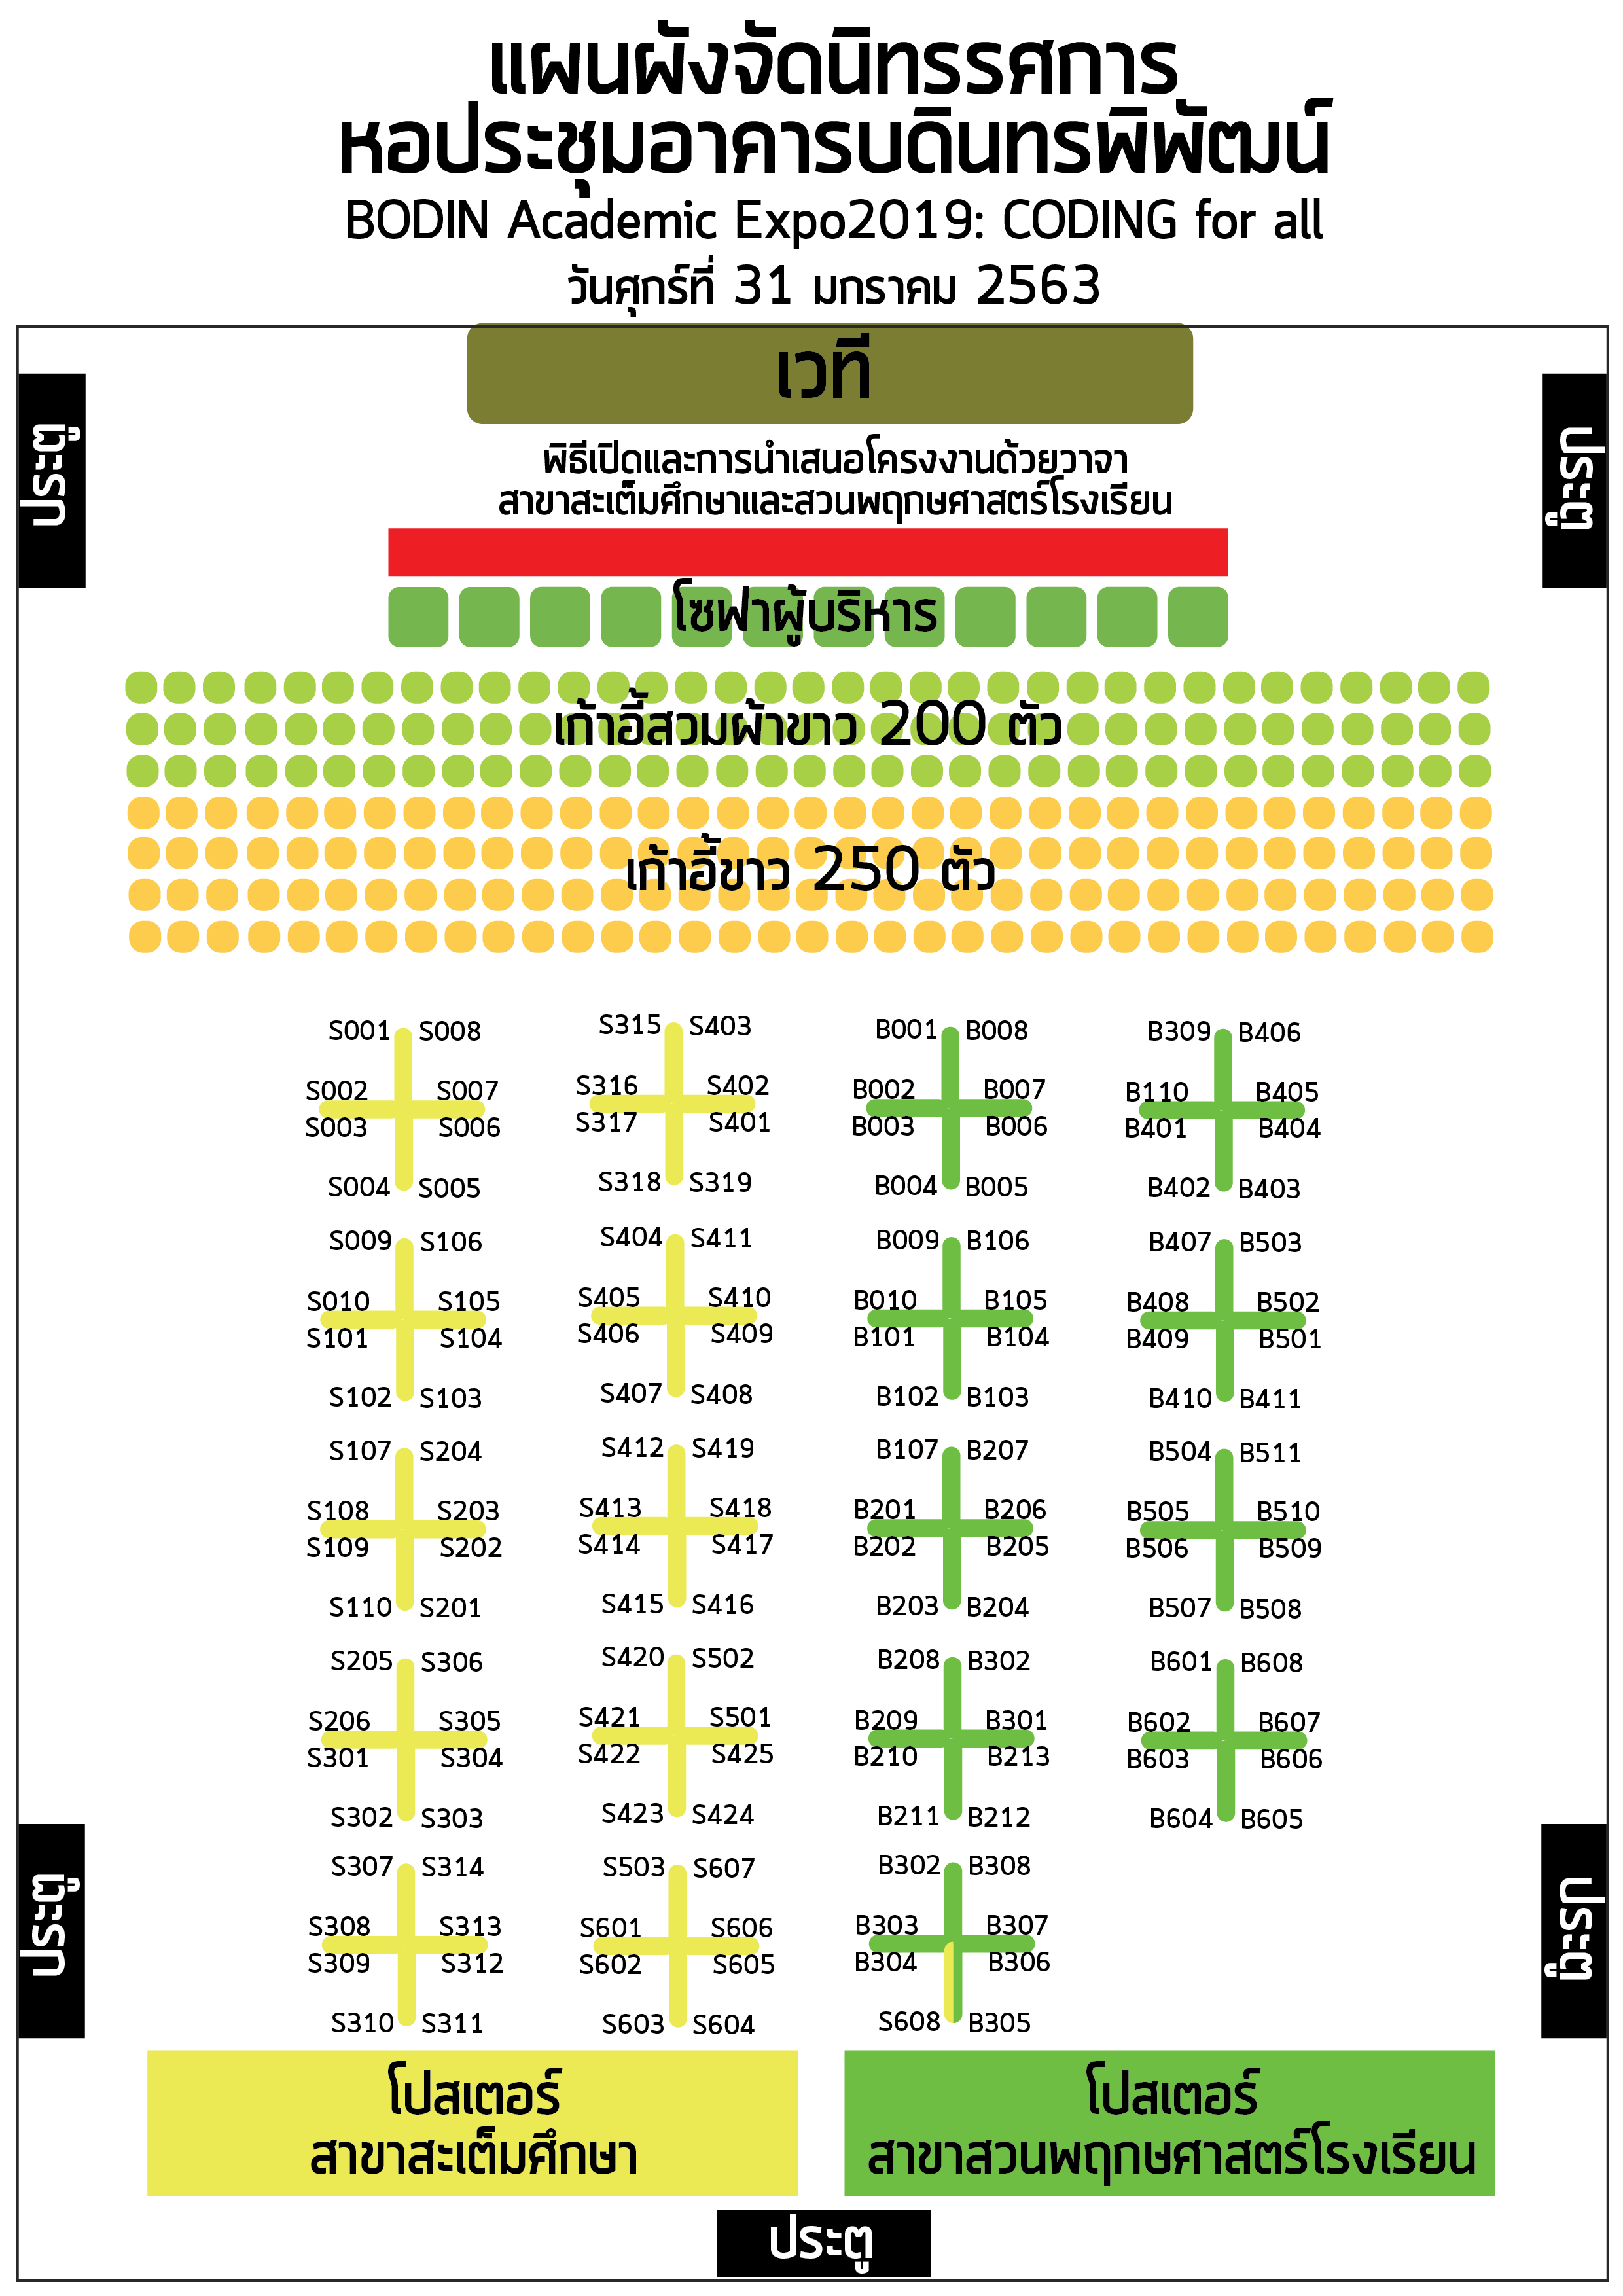 แผนผังจัดนิทรรศการ
หอประชุมอาคารบดินทรพิพัฒน์
BODIN Academic Expo2019: CODING for all
วันศุกร์ที่ 31 มกราคม 2563
เวที
ประตู
ประตู
พิธีเปิดและการนำเสนอโครงงานด้วยวาจา
สาขาสะเต็มศึกษาและสวนพฤกษศาสตร์โรงเรียน
โซฟาผู้บริหาร
เก้าอี้สวมผ้าขาว 200 ตัว
เก้าอี้ขาว 250 ตัว
S001 S008 S315 S403 B001 B008 B309 B406
S002 S007 S316 S402 B002 B007 B110 B405
S003 S006 S317 S401 B003 B006 B401 B404
S004 S005 S318 S319 B004 B005 B402 B403
S009 S106 S404 S411 B009 B106 B407 B503
S010 S105 S405 S410 B010 B105 B408 B502
S101 S104 S406 S409 B101 B104 B409 B501
S102 S103 S407 S408 B102 B103 B410 B411
S107 S204 S412 S419 B107 B207 B504 B511
S108 S203 S413 S418 B201 B206 B505 B510
S109 S202 S414 S417 B202 B205 B506 B509
S110 S201 S415 S416 B203 B204 B507 B508
S205 S306 S420 S502 B208 B302 B601 B608
S206 S305 S421 S501 B209 B301 B602 B607
S301 S304 S422 S425 B210 B213 B603 B606
S302 S303 S423 S424 B211 B212 B604 B605
S307 S314 S503 S607 B302 B308
S308 S313 S601 S606 B303 B307
S309 S312 S602 S605 B304 B306
S310 S311 S603 S604 S608 B305
ประตู
ประตู
โปสเตอร์
สาขาสะเต็มศึกษา
โปสเตอร์
สาขาสวนพฤกษศาสตร์โรงเรียน
ประตู